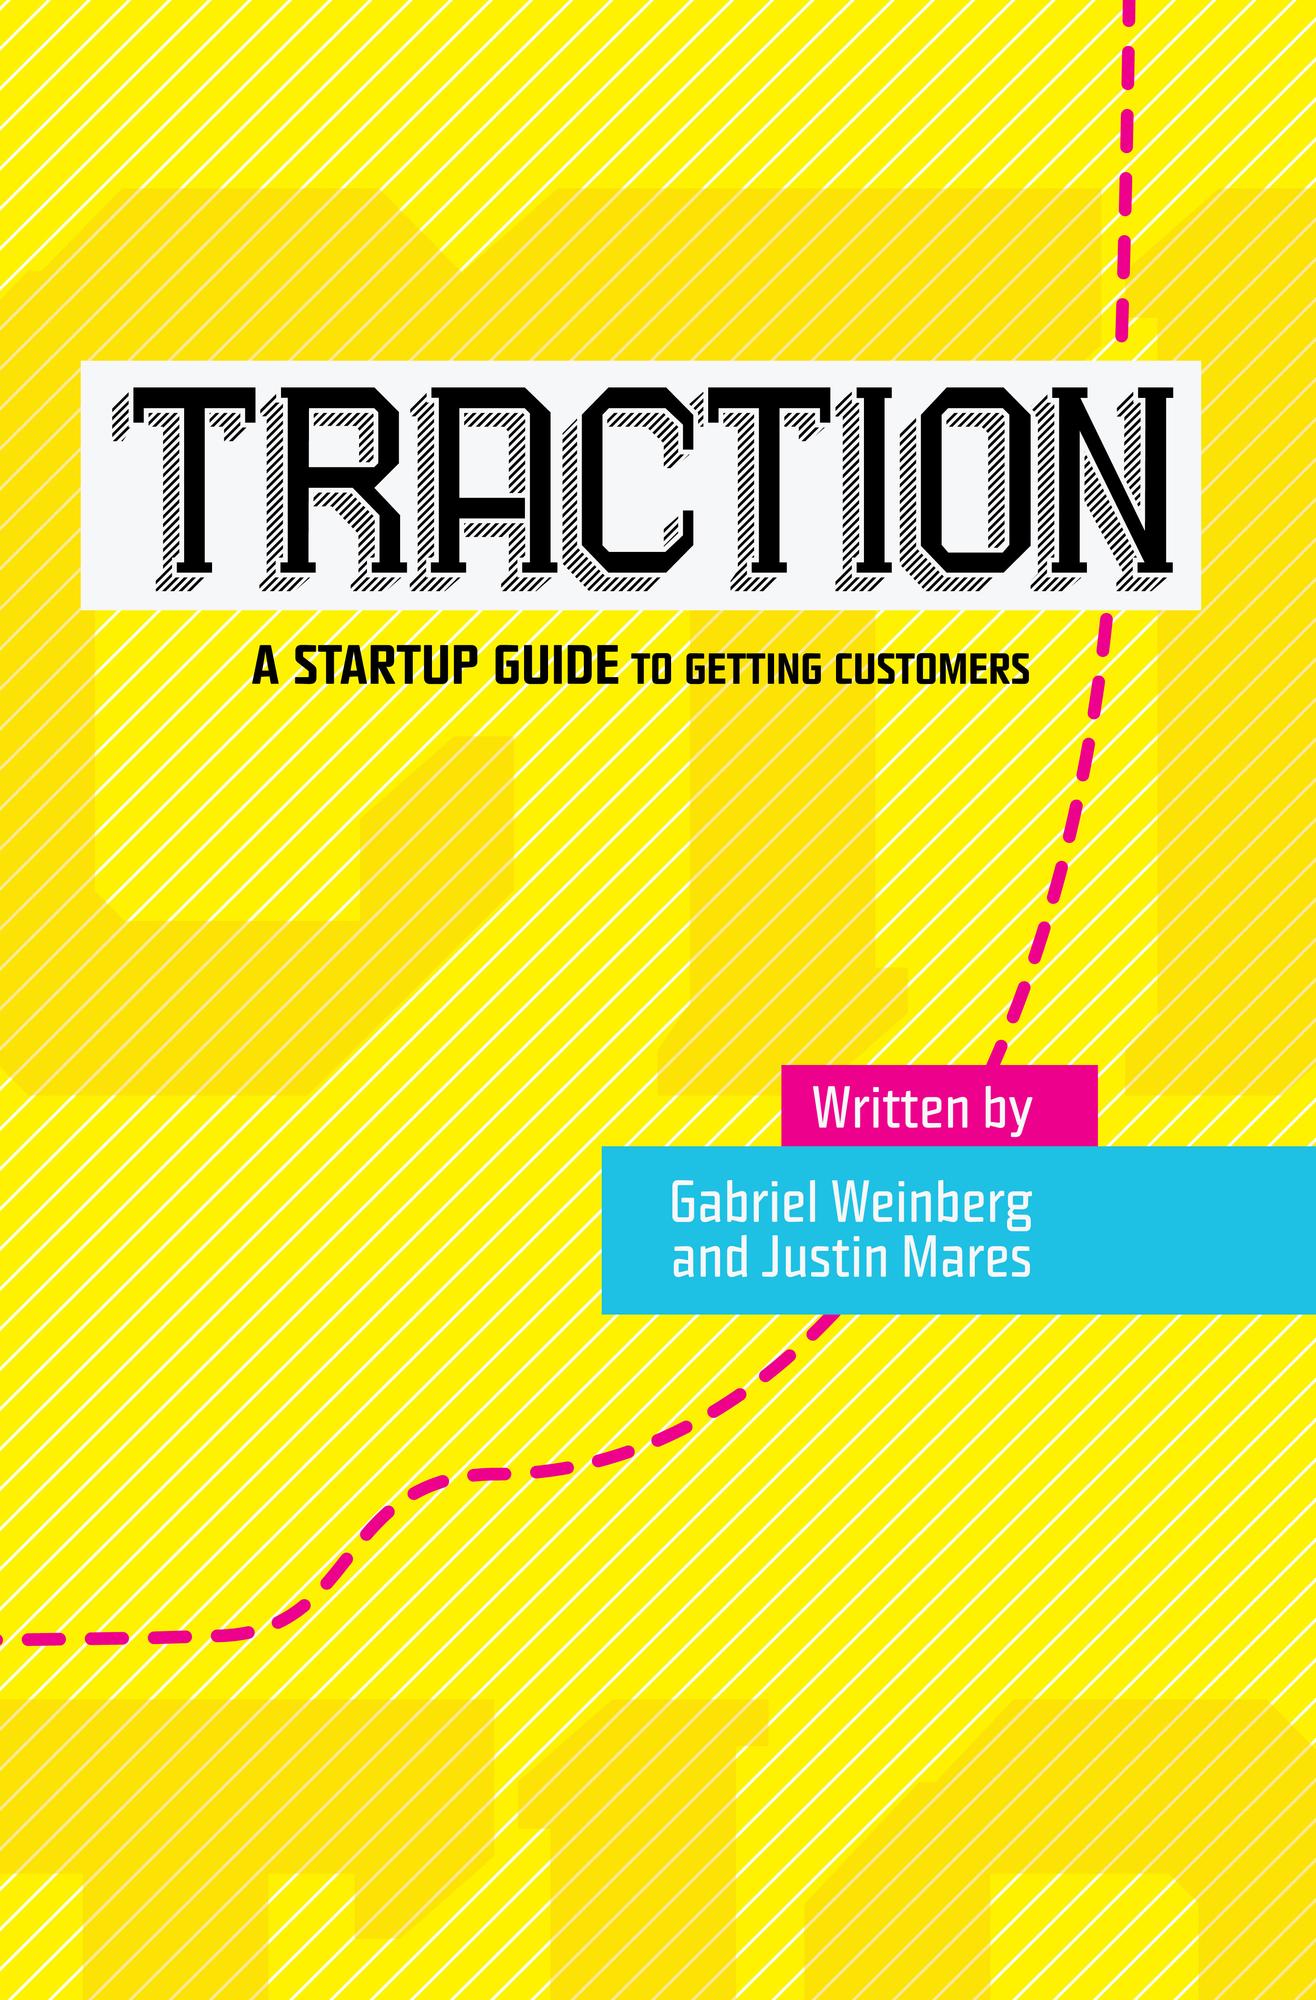 TRACTION
A STARTUP GUIDE TO GETTING CUSTOMERS
Written by
Gabriel Weinberg
and Justin Mares